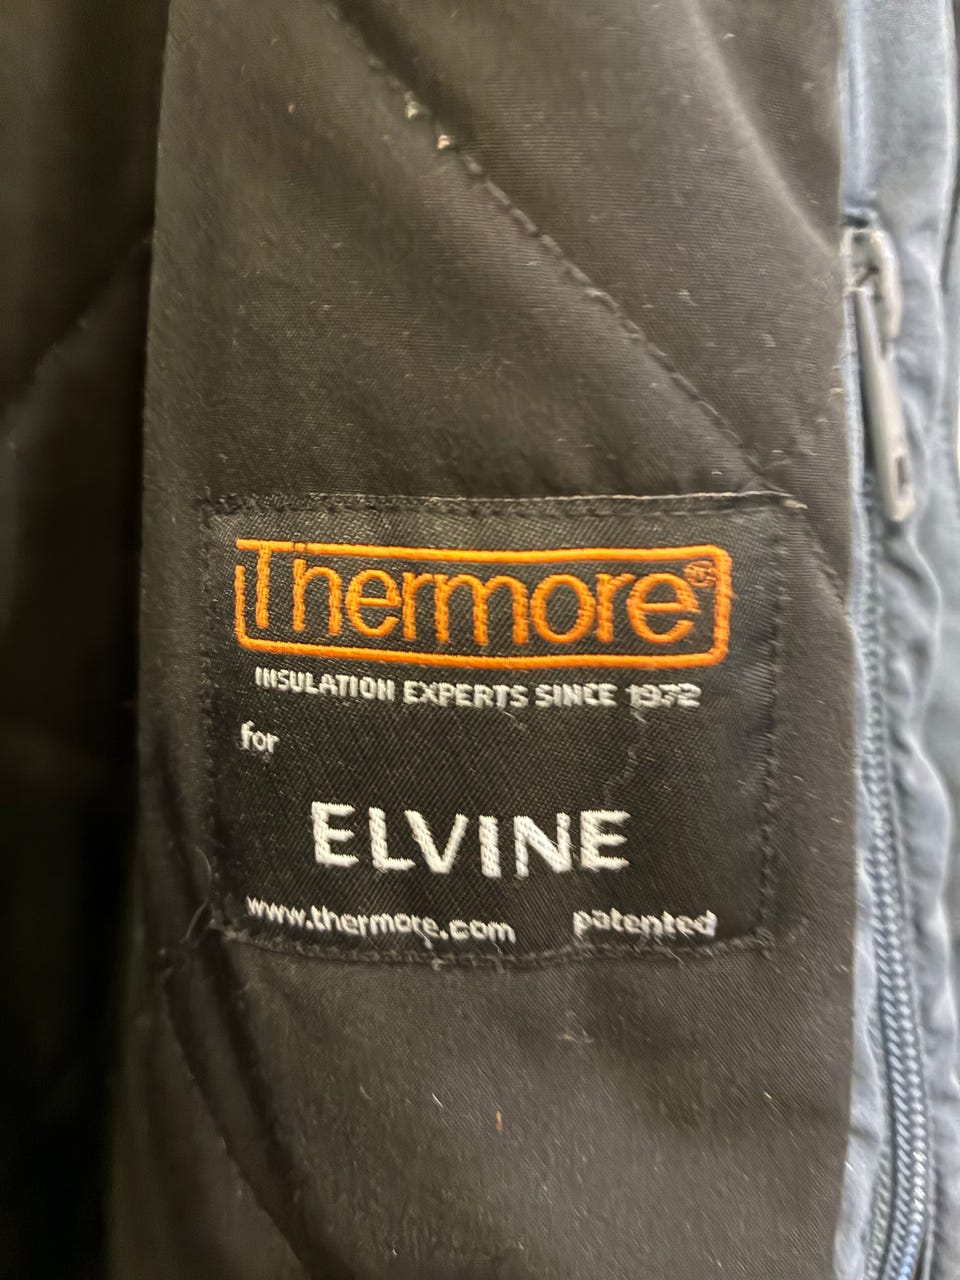 Thermore®
INSULATION EXPERTS SINCE 1972
for
ELVINE
www.thermore.com patented